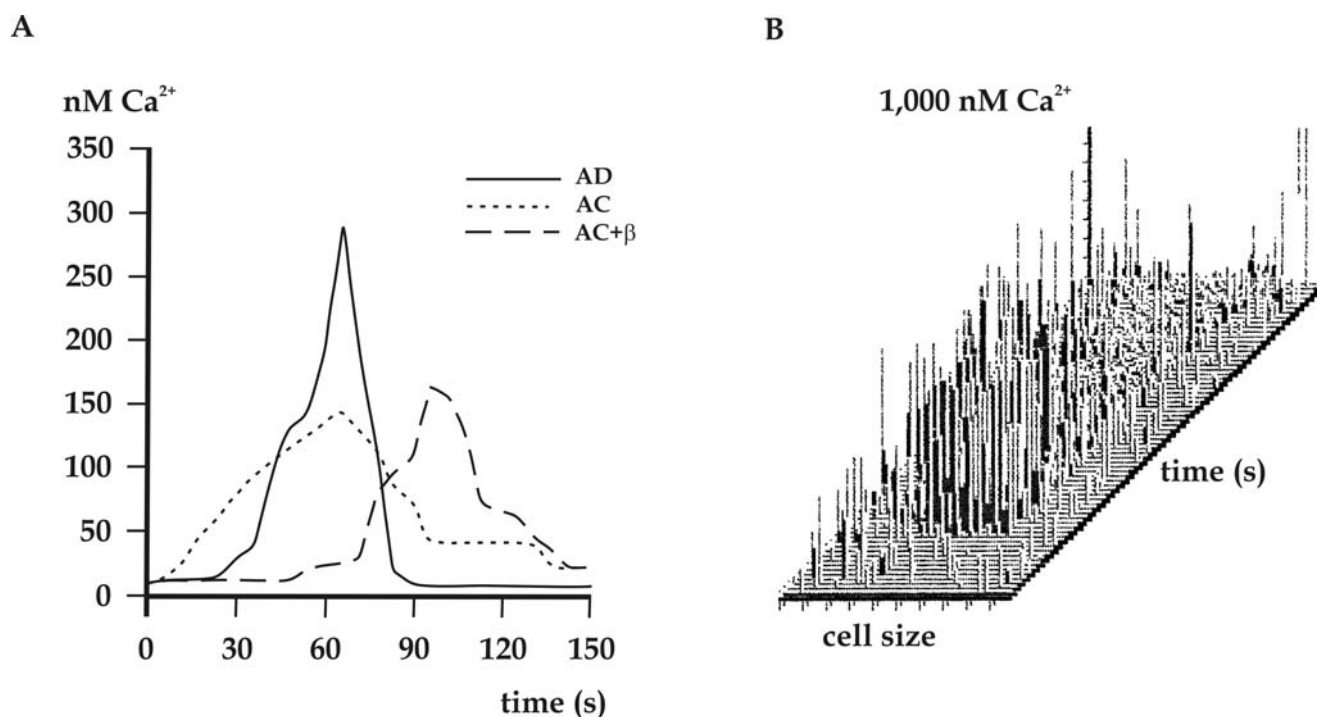 A
nM Ca²⁺
350
300
250
200
150
100
50
0
0 30 60 90 120 150
time (s)
AD
AC
AC+β
B
1,000 nM Ca²⁺
time (s)
cell size